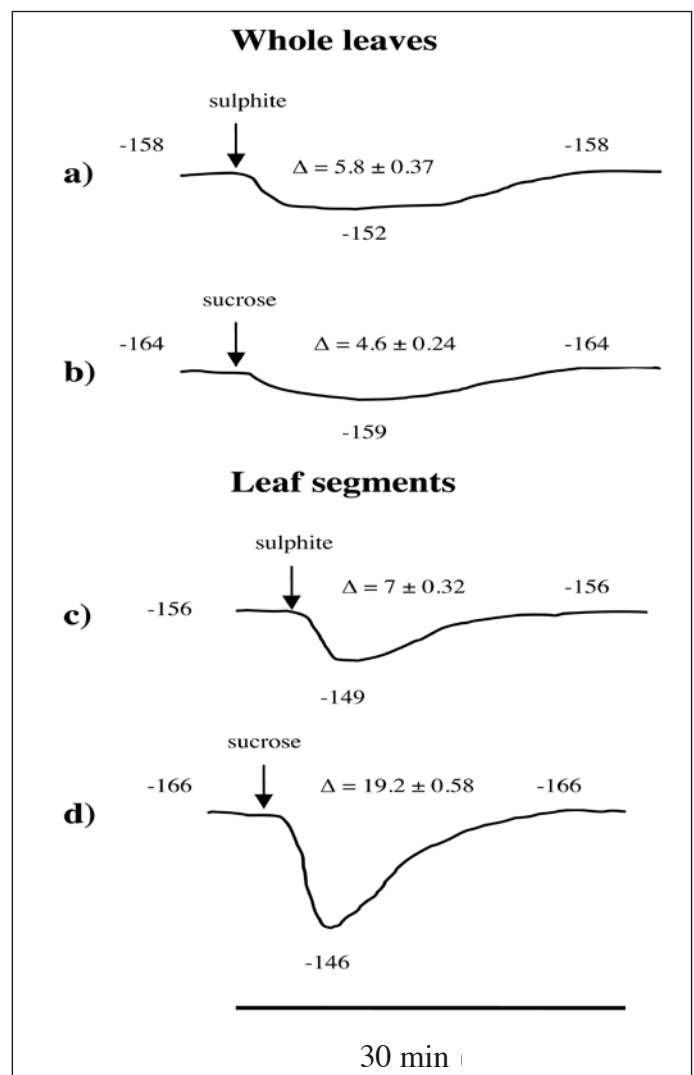 Whole leaves
sulphite
-158 -158
a) Δ = 5.8 ± 0.37
-152
sucrose
-164 Δ = 4.6 ± 0.24 -164
b)
-159
Leaf segments
sulphite
-156 Δ = 7 ± 0.32 -156
c)
-149
sucrose
-166 Δ = 19.2 ± 0.58 -166
d)
-146
30 min